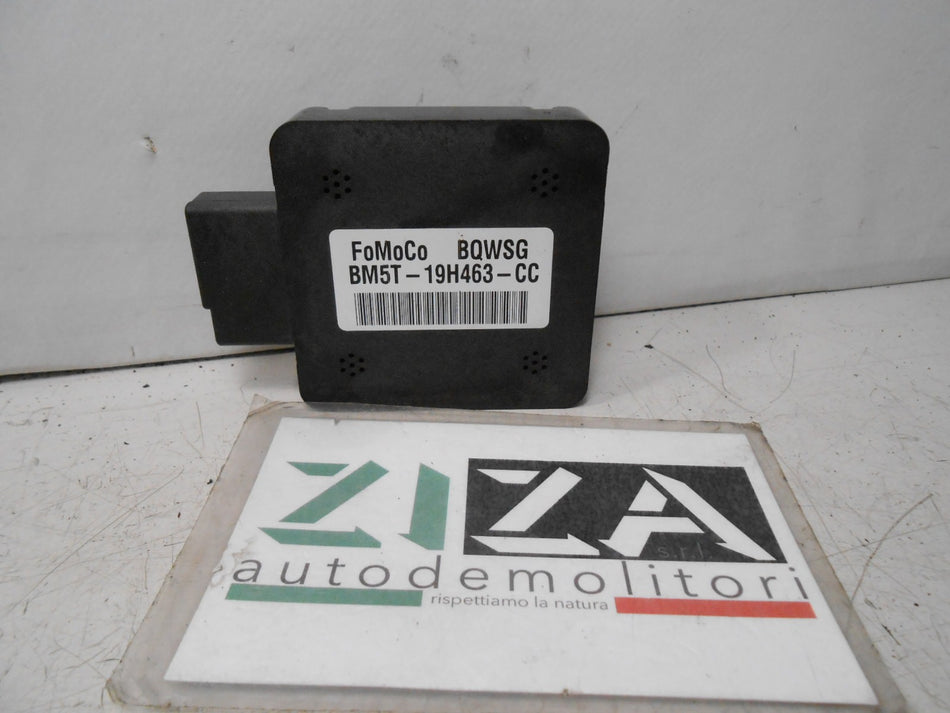 FoMoCo BQWSG
BM5T-19H463-CC
ZIZA
s.r.l.
autodemolitori
rispettiamo la natura